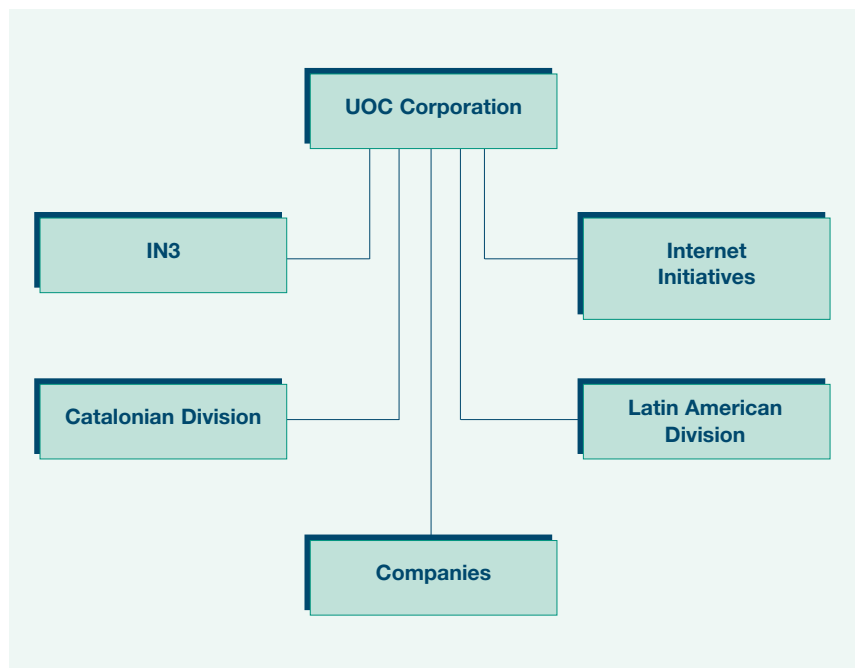 UOC Corporation
IN3
Internet
Initiatives
Catalonian Division
Latin American
Division
Companies